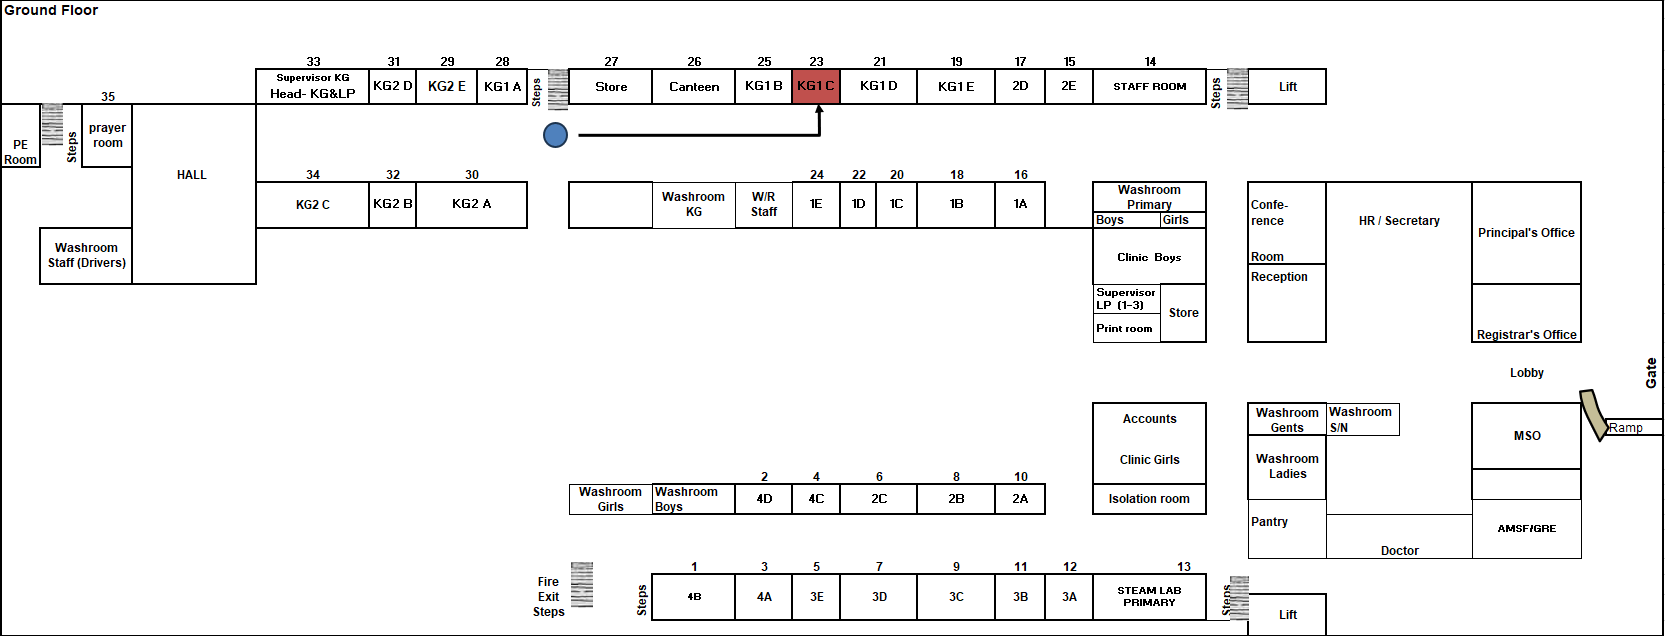 Ground Floor
33 31 29 28 27 26 25 23 21 19 17 15 14
Supervisor KG
Head- KG&LP
KG2 D
KG2 E
KG1 A
Steps
Store
Canteen
KG1 B
KG1 C
KG1 D
KG1 E
2D
2E
STAFF ROOM
Steps
Lift
35
PE
Room
Steps
prayer
room
HALL
34 32 30 24 22 20 18 16
KG2 C
KG2 B
KG2 A
Washroom
KG
W/R
Staff
1E
1D
1C
1B
1A
Washroom
Primary
Boys
Girls
Clinic Boys
Supervisor
LP (1-3)
Print room
Store
Washroom
Staff (Drivers)
Confe-
rence
Room
Reception
HR / Secretary
Principal's Office
Registrar's Office
Lobby
Gate
Ramp
Accounts
Clinic Girls
Isolation room
Washroom
Gents
Washroom
S/N
Washroom
Ladies
Pantry
Doctor
MSO
AMSF/GRE
2 4 6 8 10
Washroom
Girls
Washroom
Boys
4D
4C
2C
2B
2A
Fire
Exit
Steps
Steps
1 3 5 7 9 11 12 13
4B
4A
3E
3D
3C
3B
3A
STEAM LAB
PRIMARY
Steps
Lift